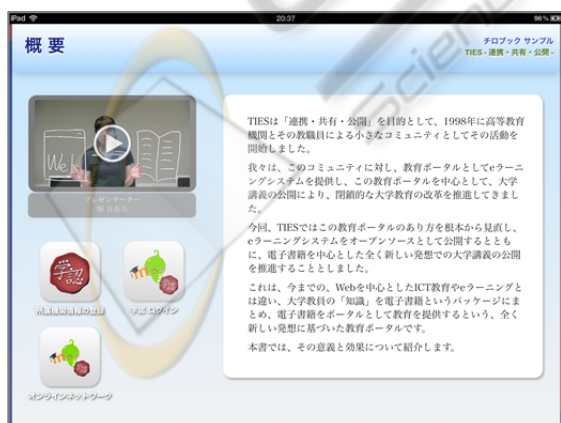 iPad
20:37
96%
概要
チロブック サンプル
TIES - 連携・共有・公開 -
Web
プレゼンテーター
TIESは「連携・共有・公開」を目的として、1998年に高等教育
機関とその教職員による小さなコミュニティとしてその活動を
開始しました。
我々は、このコミュニティに対し、教育ポータルとしてeラーニ
ングシステムを提供し、この教育ポータルを中心として、大学
講義の公開により、閉鎖的な大学教育の改革を推進してきまし
た。
今回、TIESではこの教育ポータルのあり方を根本から見直し、
eラーニングシステムをオープンソースとして公開するととも
に、電子書籍を中心とした全く新しい発想での大学講義の公開
を推進することとしました。
これは、今までの、Webを中心としたICT教育やeラーニングと
は違い、大学教員の「知識」を電子書籍というパッケージにま
とめ、電子書籍をポータルとして教育を提供するという、全く
新しい発想に基づいた教育ポータルです。
本書では、その意義と効果について紹介します。
学認
所属機関情報の登録
学認 ログイン
オンラインネットワーク